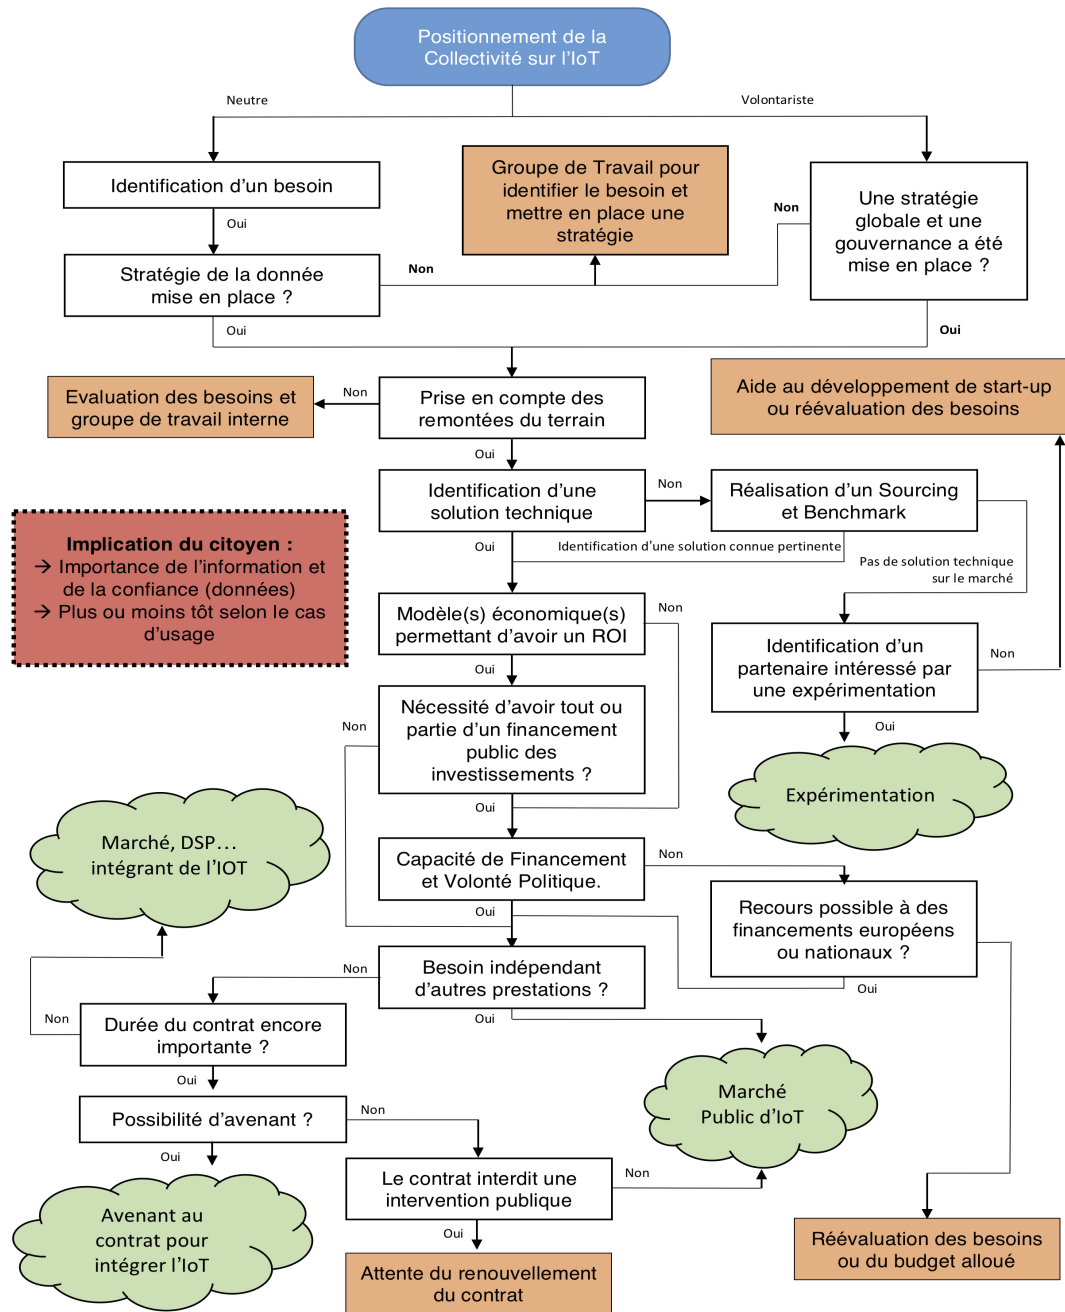 Positionnement de la
Collectivité sur l'IoT
Neutre
Volontariste
Identification d'un besoin
Groupe de Travail pour
identifier le besoin et
mettre en place une
stratégie
Une stratégie
globale et une
gouvernance a été
mise en place ?
Non
Oui
Stratégie de la donnée
mise en place ?
Non
Oui
Oui
Evaluation des besoins et
groupe de travail interne
Non
Prise en compte des
remontées du terrain
Aide au développement de start-up
ou réévaluation des besoins
Oui
Identification d'une
solution technique
Non
Réalisation d'un Sourcing
et Benchmark
Implication du citoyen :
→ Importance de l'information et
de la confiance (données)
→ Plus ou moins tôt selon le cas
d'usage
Oui
Identification d'une solution connue pertinente
Pas de solution technique
sur le marché
Modèle(s) économique(s)
permettant d'avoir un ROI
Non
Identification d'un
partenaire intéressé par
une expérimentation
Non
Oui
Nécessité d'avoir tout ou
partie d'un financement
public des
investissements ?
Non
Oui
Expérimentation
Oui
Marché, DSP...
intégrant de l'IOT
Capacité de Financement
et Volonté Politique.
Non
Recours possible à des
financements européens
ou nationaux ?
Oui
Besoin indépendant
d'autres prestations ?
Non
Oui
Oui
Durée du contrat encore
importante ?
Non
Oui
Marché
Public d'IoT
Possibilité d'avenant ?
Non
Oui
Le contrat interdit une
intervention publique
Non
Avenant au
contrat pour
intégrer l'IoT
Oui
Attente du renouvellement
du contrat
Réévaluation des besoins
ou du budget alloué